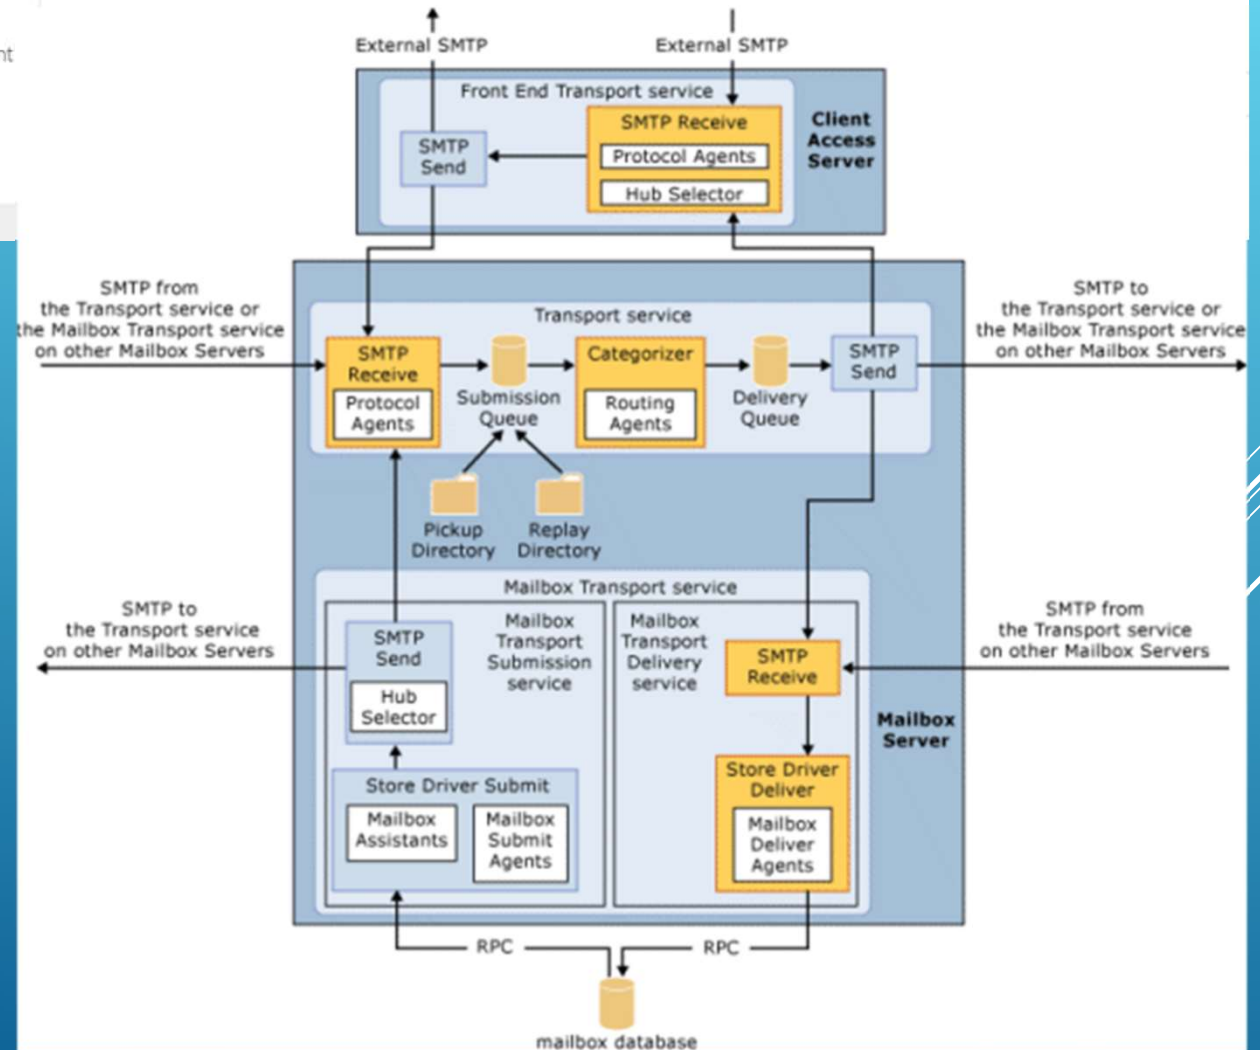 nt
External SMTP
External SMTP
Front End Transport service
SMTP Receive
Protocol Agents
Hub Selector
SMTP
Send
Client
Access
Server
SMTP from
the Transport service or
the Mailbox Transport service
on other Mailbox Servers
SMTP to
the Transport service or
the Mailbox Transport service
on other Mailbox Servers
Transport service
SMTP
Receive
Protocol
Agents
Submission
Queue
Categorizer
Routing
Agents
Delivery
Queue
SMTP
Send
Pickup
Directory
Replay
Directory
Mailbox Transport service
SMTP to
the Transport service
on other Mailbox Servers
SMTP
Send
Hub
Selector
Mailbox
Transport
Submission
service
Mailbox
Transport
Delivery
service
SMTP
Receive
SMTP from
the Transport service
on other Mailbox Servers
Mailbox
Server
Store Driver Submit
Mailbox
Assistants
Mailbox
Submit
Agents
Store Driver
Deliver
Mailbox
Deliver
Agents
RPC
RPC
mailbox database